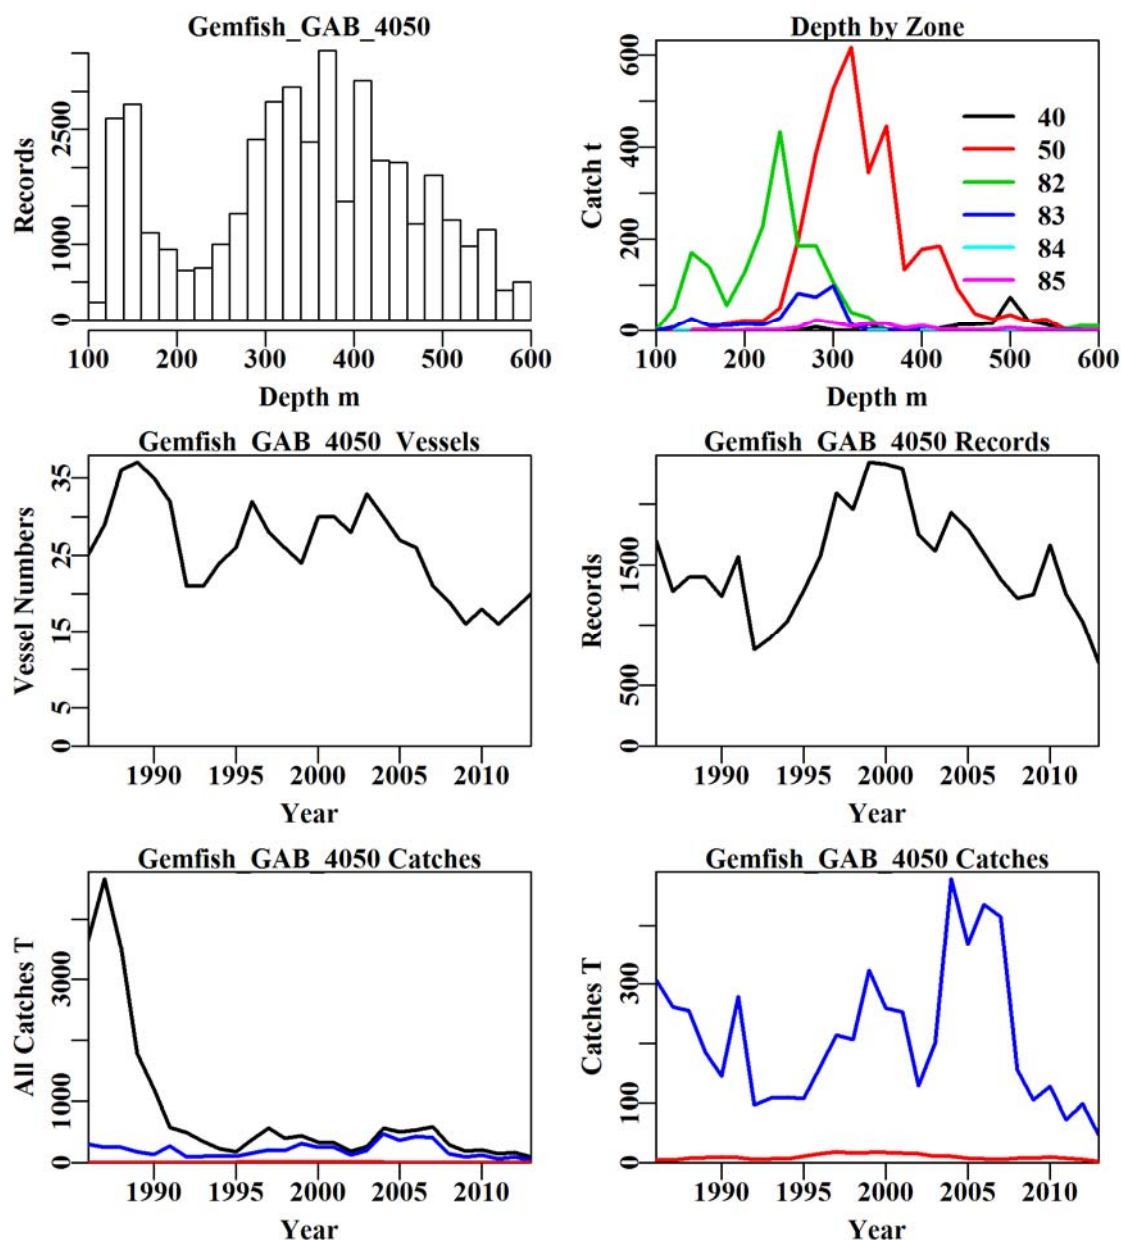 Gemfish_GAB_4050
Records
0 1000 2500
100 200 300 400 500 600
Depth m
Depth by Zone
Catch t
0 200 400 600
40
50
82
83
84
85
100 200 300 400 500 600
Depth m
Gemfish GAB 4050 Vessels
Vessel Numbers
0 5 15 25 35
1990 1995 2000 2005 2010
Year
Gemfish GAB 4050 Records
Records
0 500 1500
1990 1995 2000 2005 2010
Year
Gemfish_GAB_4050 Catches
All Catches T
0 1000 3000
1990 1995 2000 2005 2010
Year
Gemfish_GAB_4050 Catches
Catches T
0 100 300
1990 1995 2000 2005 2010
Year